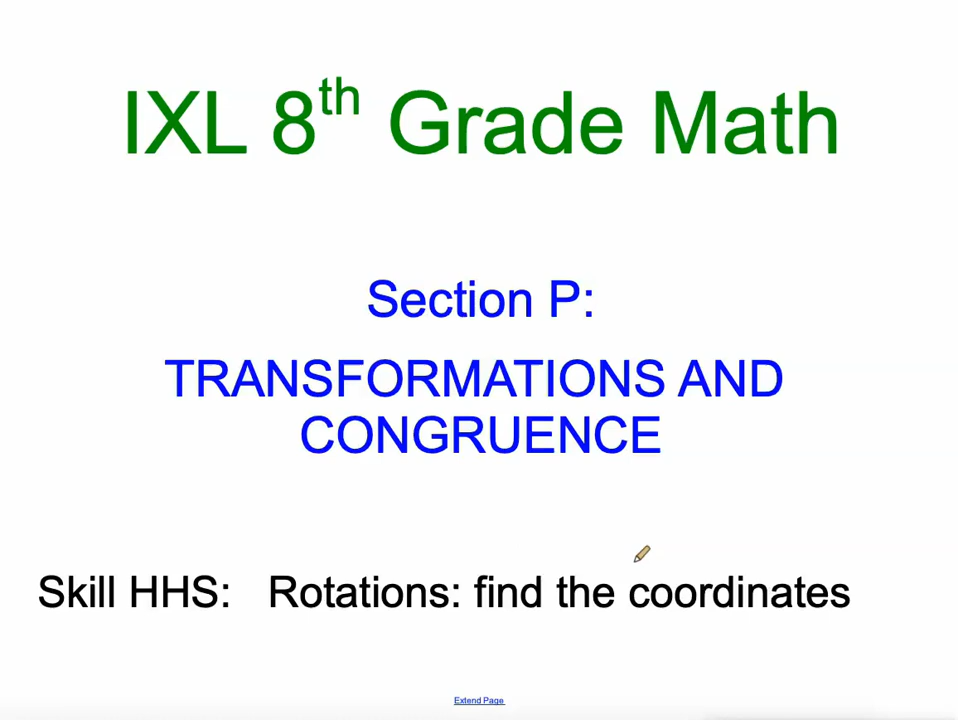 IXL 8th Grade Math
Section P:
TRANSFORMATIONS AND
CONGRUENCE
Skill HHS: Rotations: find the coordinates
Extend Page